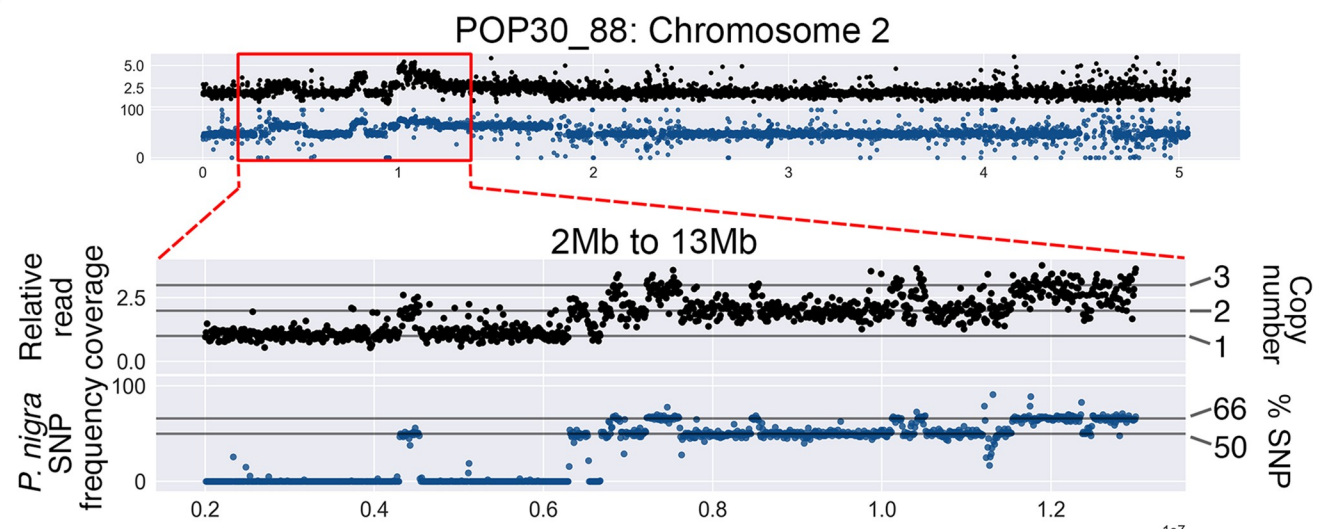 POP30_88: Chromosome 2
5.0
2.5
100
0
0 1 2 3 4 5
2Mb to 13Mb
Relative
read
frequency coverage
2.5
0.0
3
2
1
Copy
number
P. nigra
SNP
100
0
66
50
% SNP
0.2 0.4 0.6 0.8 1.0 1.2